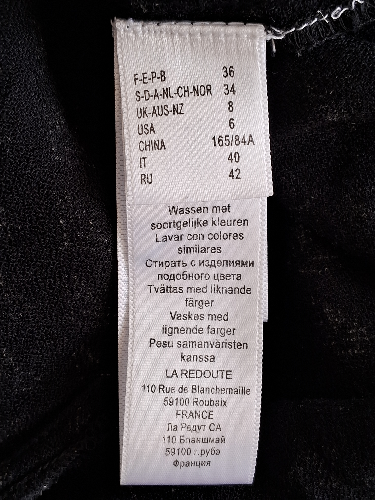 F-E-P-B 36
S-D-A-NL-CH-NOR 34
UK-AUS-NZ 8
USA 6
CHINA 165/84A
IT 40
RU 42
Wassen met
soortgelijke kleuren
Lavar con colores
similares
Стирать с изделиями
подобного цвета
Tvättas med liknande
färger
Vaskes med
lignende farger
Pesu samanväristen
kanssa
LA REDOUTE
110 Rue de Blanchemaille
59100 Roubaix
FRANCE
Ла Редут СА
110 Бланшмай
59100 г.рубэ
Франция